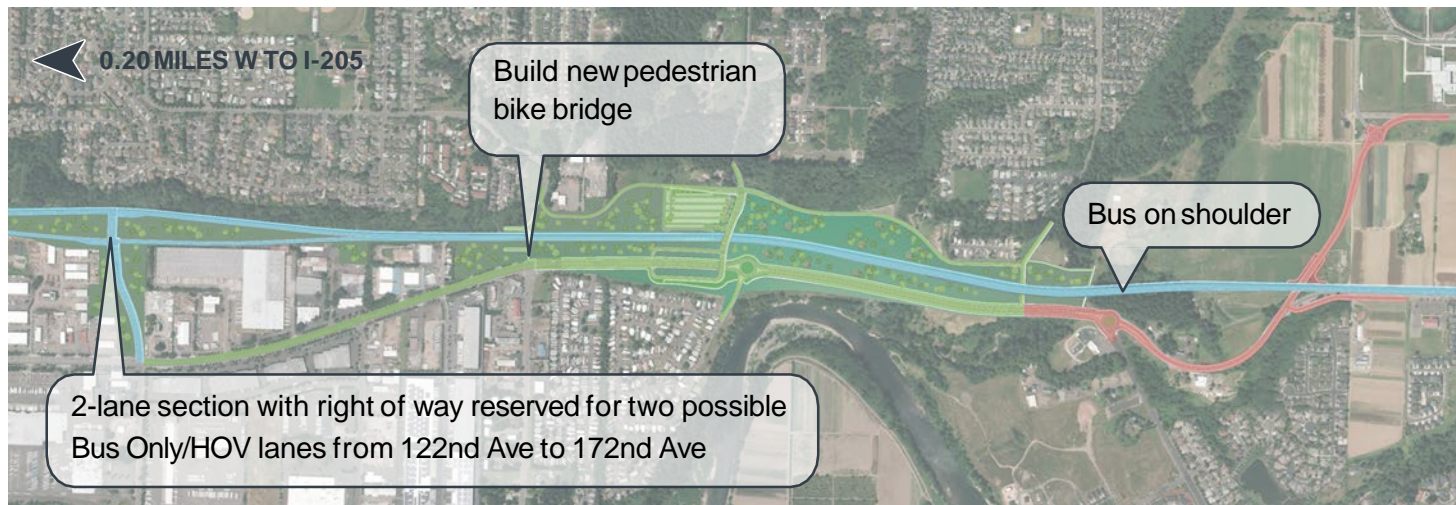 0.20 MILES W TO I-205
Build new pedestrian
bike bridge
Bus on shoulder
2-lane section with right of way reserved for two possible
Bus Only/HOV lanes from 122nd Ave to 172nd Ave